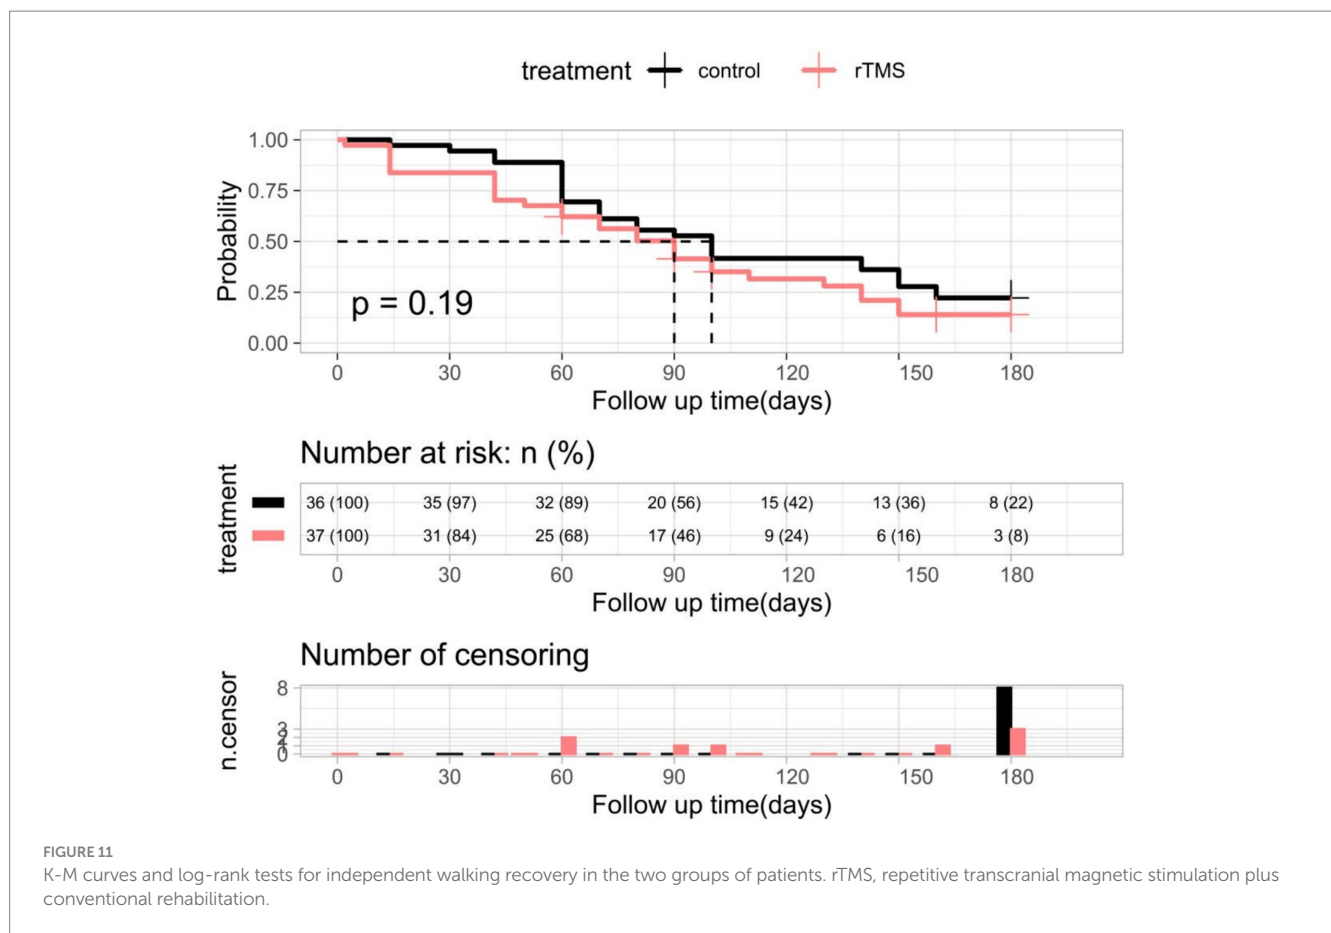 treatment control rTMS
1.00
0.75
0.50
0.25
0.00
Probability
p = 0.19
0 30 60 90 120 150 180
Follow up time(days)
Number at risk: n (%)
treatment
36 (100) 35 (97) 32 (89) 20 (56) 15 (42) 13 (36) 8 (22)
37 (100) 31 (84) 25 (68) 17 (46) 9 (24) 6 (16) 3 (8)
0 30 60 90 120 150 180
Follow up time(days)
Number of censoring
n.censor
8
3
2
1
0
0 30 60 90 120 150 180
Follow up time(days)
FIGURE 11
K-M curves and log-rank tests for independent walking recovery in the two groups of patients. rTMS, repetitive transcranial magnetic stimulation plus
conventional rehabilitation.